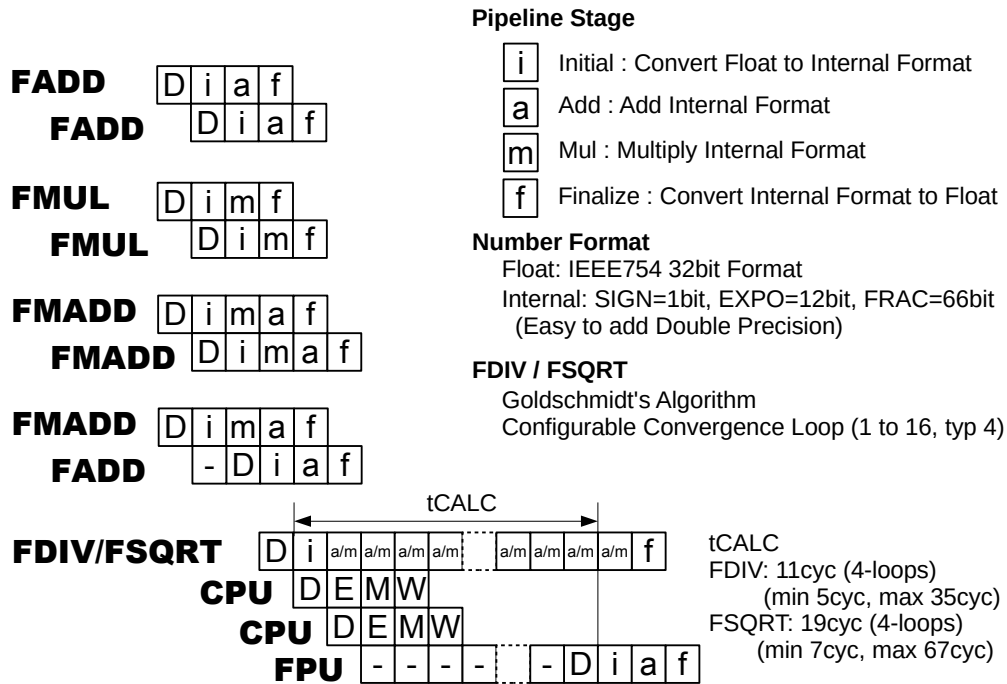 Pipeline Stage
i Initial : Convert Float to Internal Format
a Add : Add Internal Format
m Mul : Multiply Internal Format
f Finalize : Convert Internal Format to Float
FADD D i a f
FADD D i a f
FMUL D i m f
FMUL D i m f
FMADD D i m a f
FMADD D i m a f
FMADD D i m a f
FADD - D i a f
Number Format
Float: IEEE754 32bit Format
Internal: SIGN=1bit, EXPO=12bit, FRAC=66bit
(Easy to add Double Precision)
FDIV / FSQRT
Goldschmidt's Algorithm
Configurable Convergence Loop (1 to 16, typ 4)
tCALC
FDIV/FSQRT D i a/m a/m a/m a/m a/m a/m a/m a/m f
CPU D E M W
CPU D E M W
FPU - - - - - D i a f
tCALC
FDIV: 11cyc (4-loops)
(min 5cyc, max 35cyc)
FSQRT: 19cyc (4-loops)
(min 7cyc, max 67cyc)